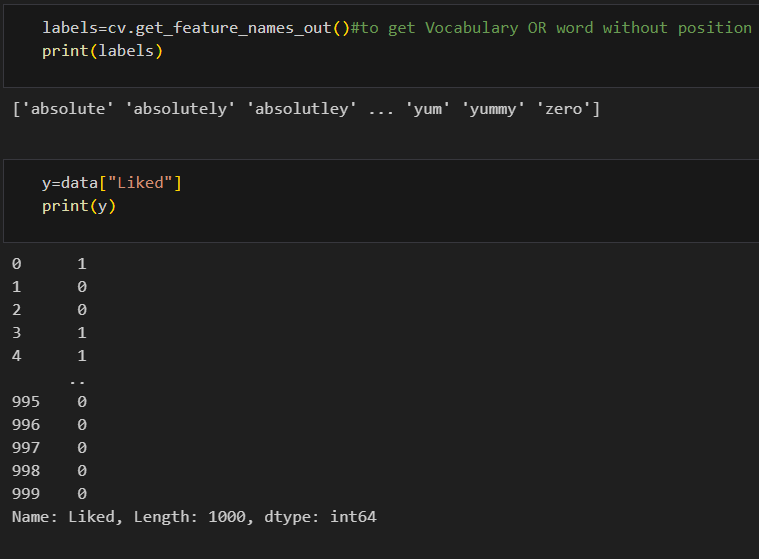 labels=cv.get_feature_names_out()#to get Vocabulary OR word without position
print(labels)
['absolute' 'absolutely' 'absolutley' ... 'yum' 'yummy' 'zero']
y=data["Liked"]
print(y)
0      1
1      0
2      0
3      1
4      1
      ..
995    0
996    0
997    0
998    0
999    0
Name: Liked, Length: 1000, dtype: int64